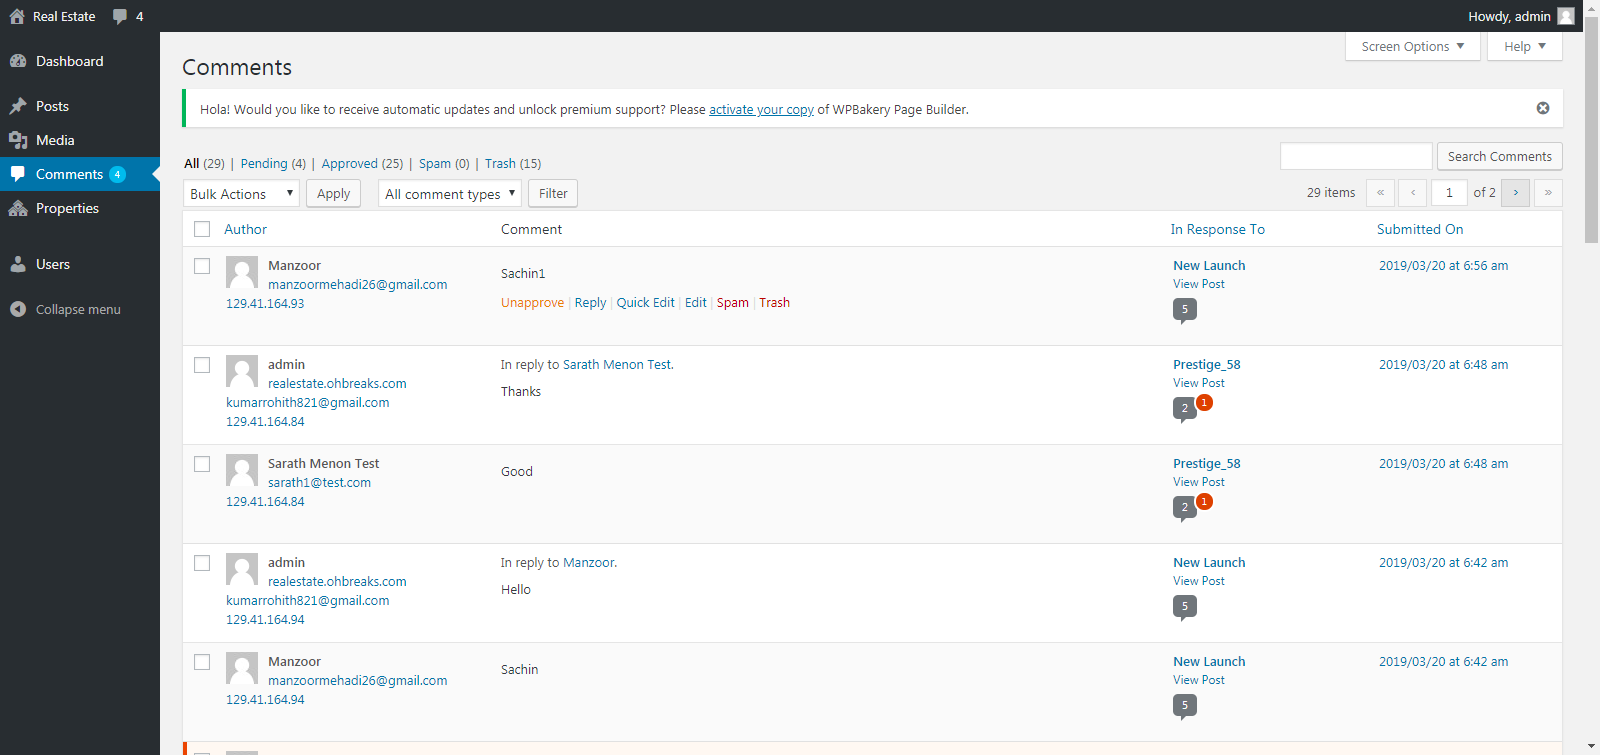 Real Estate 4 Howdy, admin
Screen Options Help
Dashboard
Posts
Media
Comments 4
Properties
Users
Collapse menu
Comments
Hola! Would you like to receive automatic updates and unlock premium support? Please activate your copy of WPBakery Page Builder.
All (29) | Pending (4) | Approved (25) | Spam (0) | Trash (15)
Search Comments
Bulk Actions Apply All comment types Filter
29 items « ‹ 1 of 2 › »
Author Comment In Response To Submitted On
Manzoor
manzoormehadi26@gmail.com
129.41.164.93
Sachin1
Unapprove | Reply | Quick Edit | Edit | Spam | Trash
New Launch
View Post
5
2019/03/20 at 6:56 am
admin
realestate.ohbreaks.com
kumarrohith821@gmail.com
129.41.164.84
In reply to Sarath Menon Test.
Thanks
Prestige_58
View Post
2 1
2019/03/20 at 6:48 am
Sarath Menon Test
sarath1@test.com
129.41.164.84
Good
Prestige_58
View Post
2 1
2019/03/20 at 6:48 am
admin
realestate.ohbreaks.com
kumarrohith821@gmail.com
129.41.164.94
In reply to Manzoor.
Hello
New Launch
View Post
5
2019/03/20 at 6:42 am
Manzoor
manzoormehadi26@gmail.com
129.41.164.94
Sachin
New Launch
View Post
5
2019/03/20 at 6:42 am